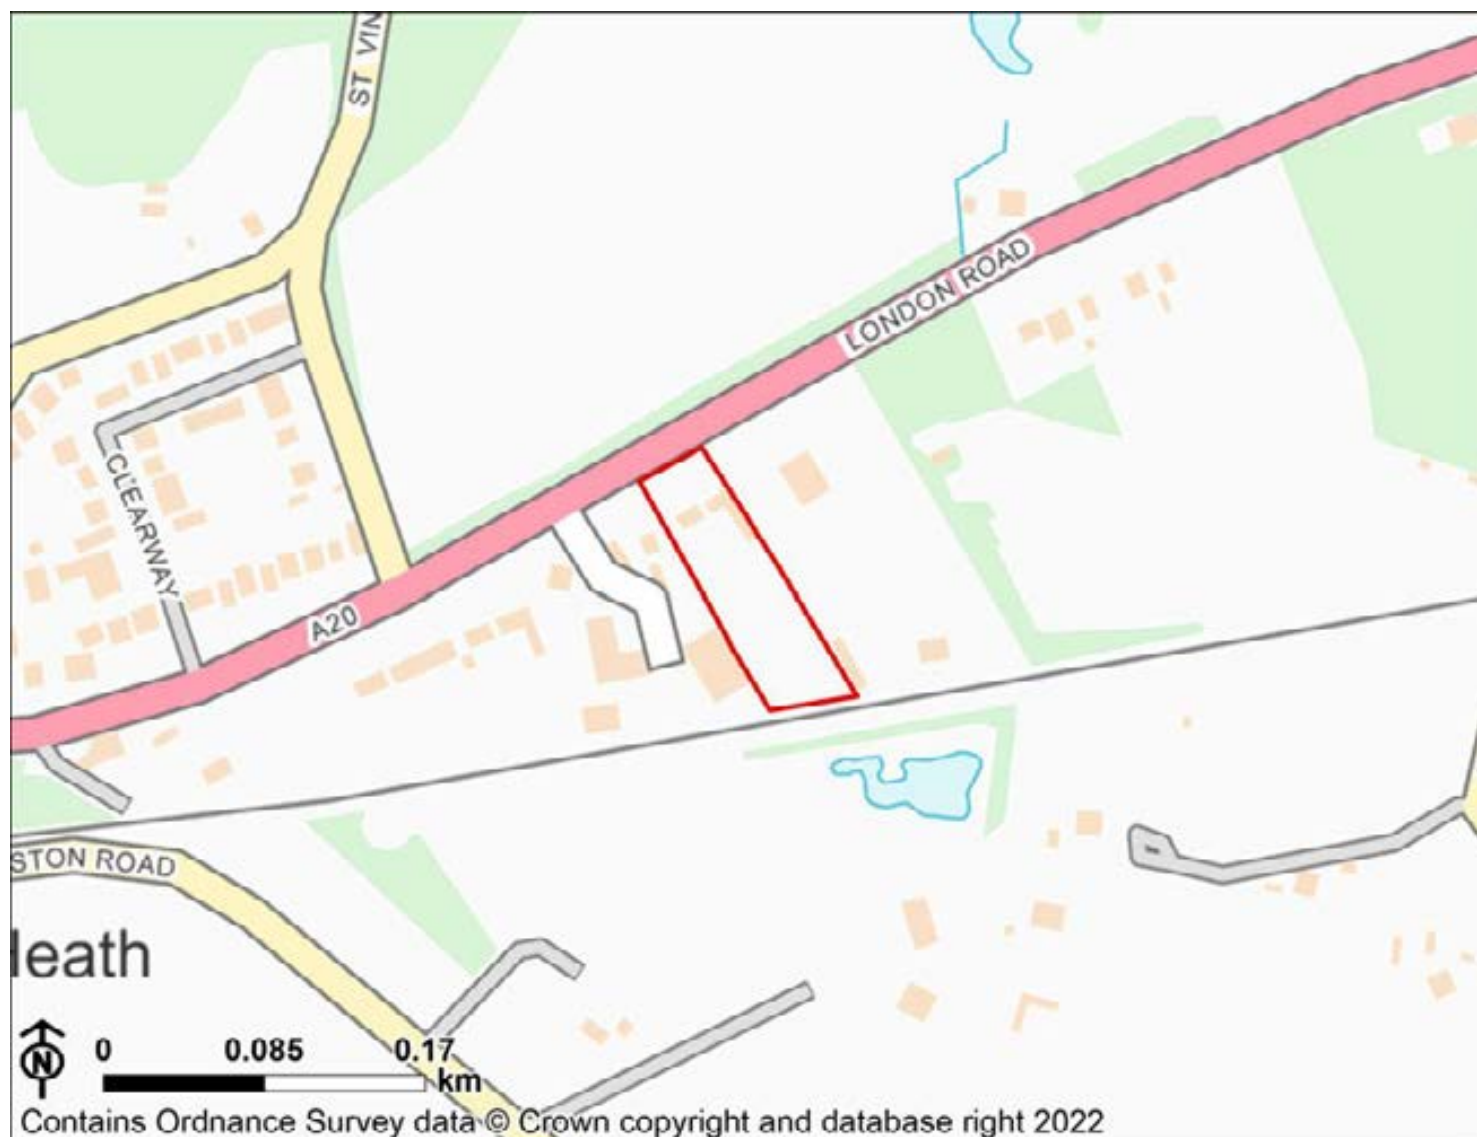 ST VIN
LONDON ROAD
CLEARWAY
A20
STON ROAD
leath
N
0 0.085 0.17
km
Contains Ordnance Survey data © Crown copyright and database right 2022